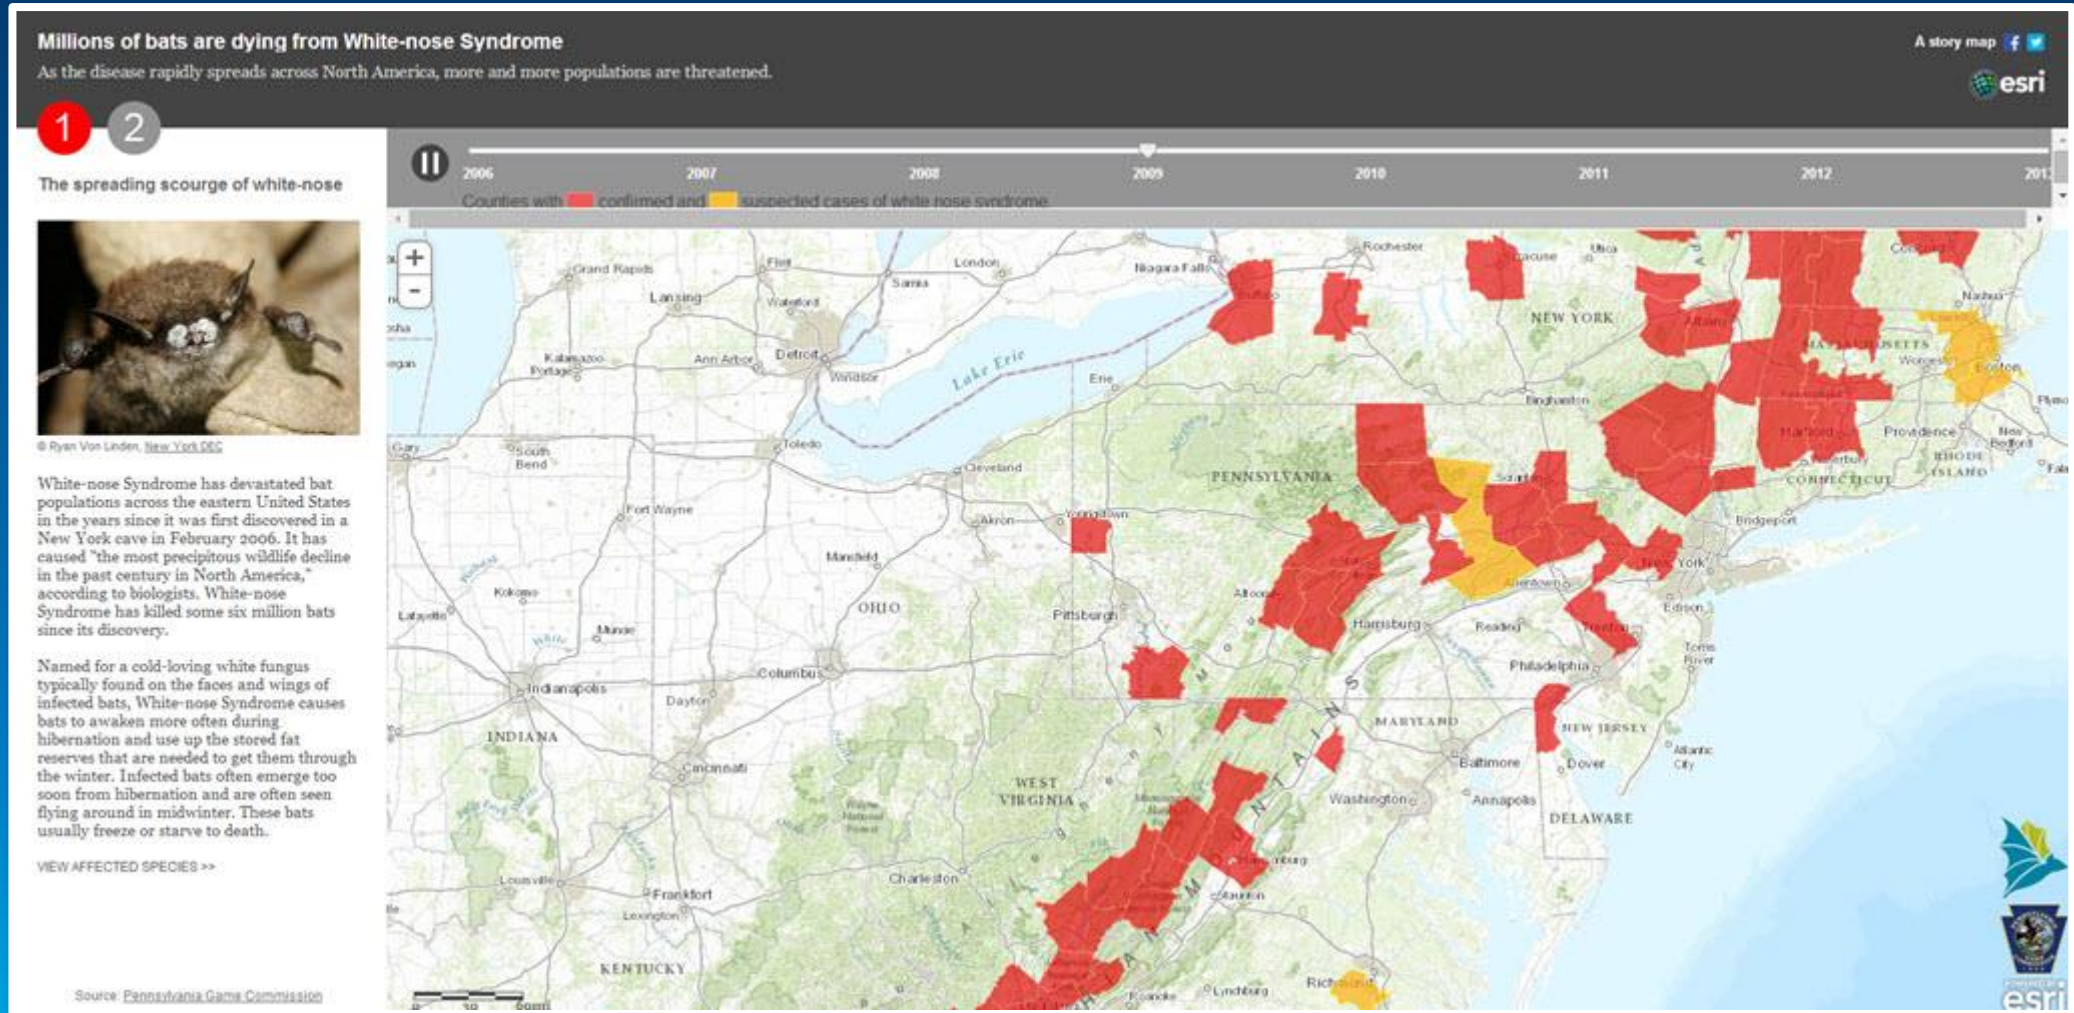 Millions of bats are dying from White-nose Syndrome
As the disease rapidly spreads across North America, more and more populations are threatened.
A story map
esri
1 2
The spreading scourge of white-nose
© Ryan Von Linden, New York DEC
White-nose Syndrome has devastated bat
populations across the eastern United States
in the years since it was first discovered in a
New York cave in February 2006. It has
caused "the most precipitous wildlife decline
in the past century in North America,"
according to biologists. White-nose
Syndrome has killed some six million bats
since its discovery.
Named for a cold-loving white fungus
typically found on the faces and wings of
infected bats, White-nose Syndrome causes
bats to awaken more often during
hibernation and use up the stored fat
reserves that are needed to get them through
the winter. Infected bats often emerge too
soon from hibernation and are often seen
flying around in midwinter. These bats
usually freeze or starve to death.
VIEW AFFECTED SPECIES >>
Source: Pennsylvania Game Commission
2006 2007 2008 2009 2010 2011 2012 201
Counties with confirmed and suspected cases of white nose syndrome
+
-
Rochester
Utica
London
Niagara Falls
Flint
Grand Rapids
Sarnia
Lansing
Waterford
Nashua
NEW YORK
Albany
MASSACHUSETTS
Kalamazoo
Portage
Ann Arbor
Detroit
Windsor
Lake Erie
Erie
Boston
Binghamton
Gary
South
Bend
Toledo
Cleveland
Hartford
Providence
New
Bedford
RHODE
ISLAND
CONNECTICUT
PENNSYLVANIA
Fort Wayne
Akron
Youngstown
Bridgeport
Mansfield
York
Allentown
Kokomo
Lafayette
OHIO
Pittsburgh
Altoona
Edison
Muncie
White
Harrisburg
Reading
Trenton
Toms
River
Philadelphia
Columbus
Indianapolis
Dayton
MARYLAND
NEW JERSEY
INDIANA
Cincinnati
Baltimore
Dover
Atlantic
City
WEST
VIRGINIA
Wayne
National
Forest
Washington
Annapolis
DELAWARE
Louisville
Frankfort
Charleston
Staunton
Lexington
KENTUCKY
Roanoke
Lynchburg
Richmond
POWERED BY
esri